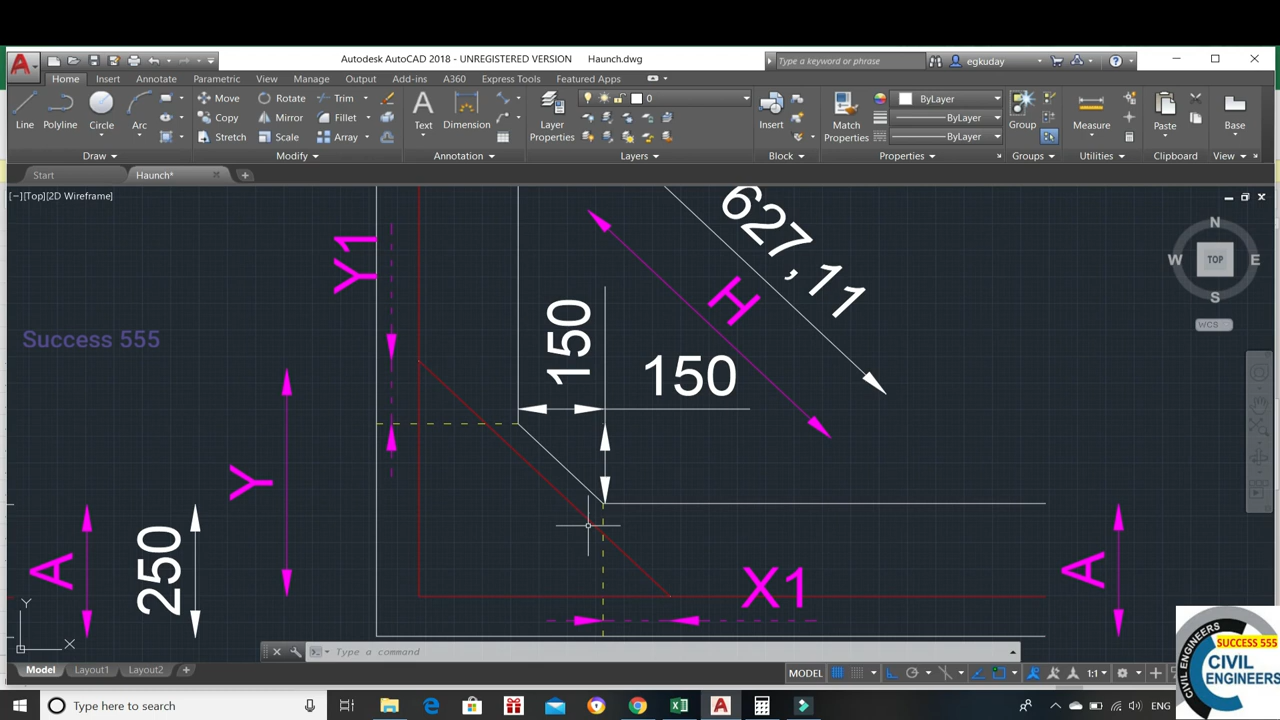 Autodesk AutoCAD 2018 - UNREGISTERED VERSION Haunch.dwg
Type a keyword or phrase
egkuday
Home Insert Annotate Parametric View Manage Output Add-ins A360 Express Tools Featured Apps
Line Polyline Circle Arc
Move Rotate Trim
Copy Mirror Fillet
Stretch Scale Array
Text Dimension
Layer Properties
0
Insert
Match Properties
ByLayer
ByLayer
ByLayer
Group
Measure
Paste
Base
Draw Modify Annotation Layers Block Properties Groups Utilities Clipboard View
Start Haunch*
[−][Top][2D Wireframe]
N
W TOP E
S
WCS
Y1
627,11
H
Success 555
150
150
Y
A
250
X1
A
Y
X
Type a command
SUCCESS 555
CIVIL
ENGINEERS
CIVIL ENGINEERS
Model Layout1 Layout2
MODEL
1:1
Type here to search
ENG